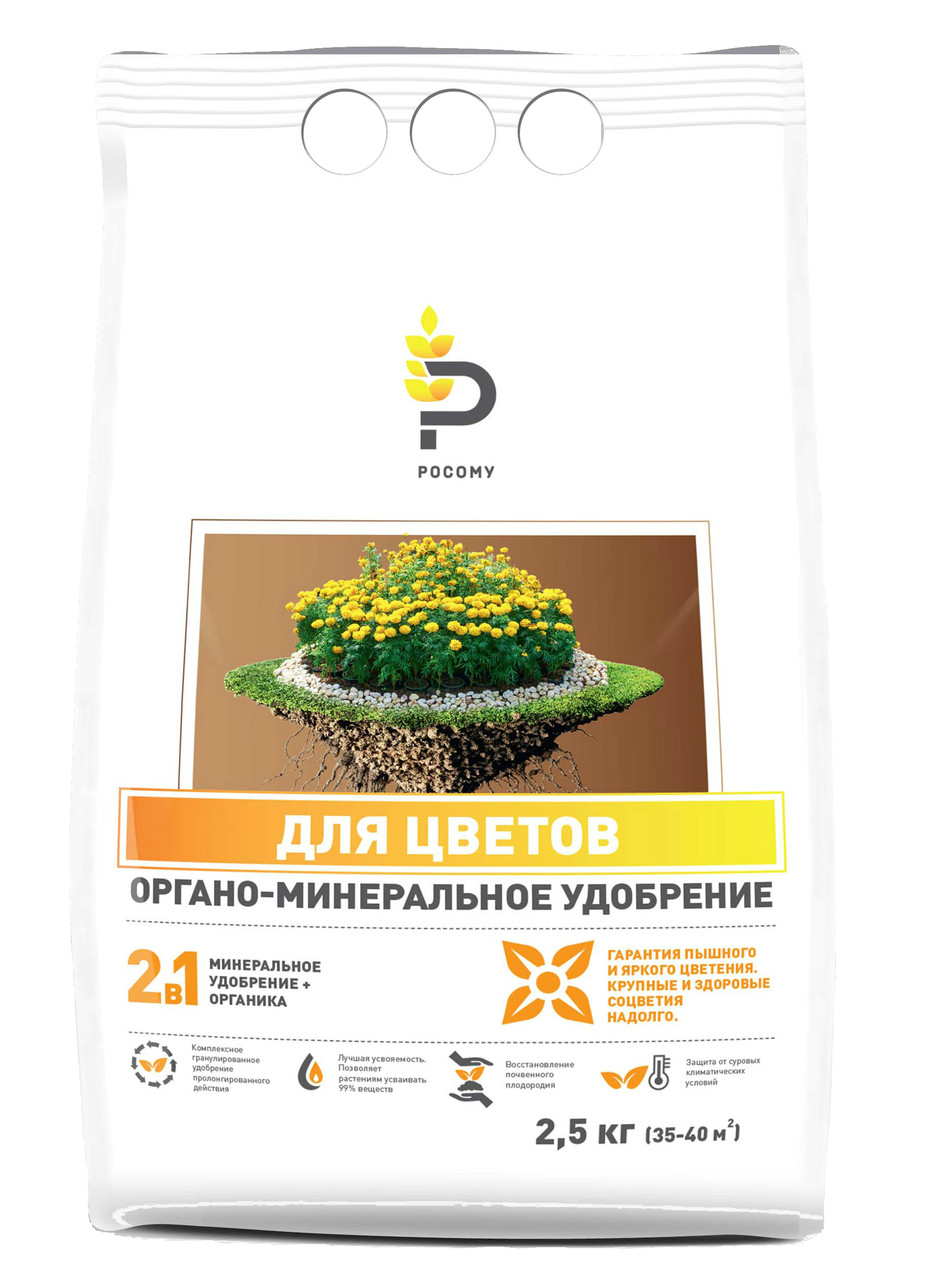 РОСОМУ
ДЛЯ ЦВЕТОВ
ОРГАНО-МИНЕРАЛЬНОЕ УДОБРЕНИЕ
2в1
МИНЕРАЛЬНОЕ
УДОБРЕНИЕ +
ОРГАНИКА
ГАРАНТИЯ ПЫШНОГО
И ЯРКОГО ЦВЕТЕНИЯ.
КРУПНЫЕ И ЗДОРОВЫЕ
СОЦВЕТИЯ
НАДОЛГО.
Комплексное
гранулированное
удобрение
пролонгированного
действия
Лучшая усвояемость.
Позволяет
растениям усваивать
99% веществ
Восстановление
почвенного
плодородия
Защита от суровых
климатических
условий
2,5 кг (35-40 м²)